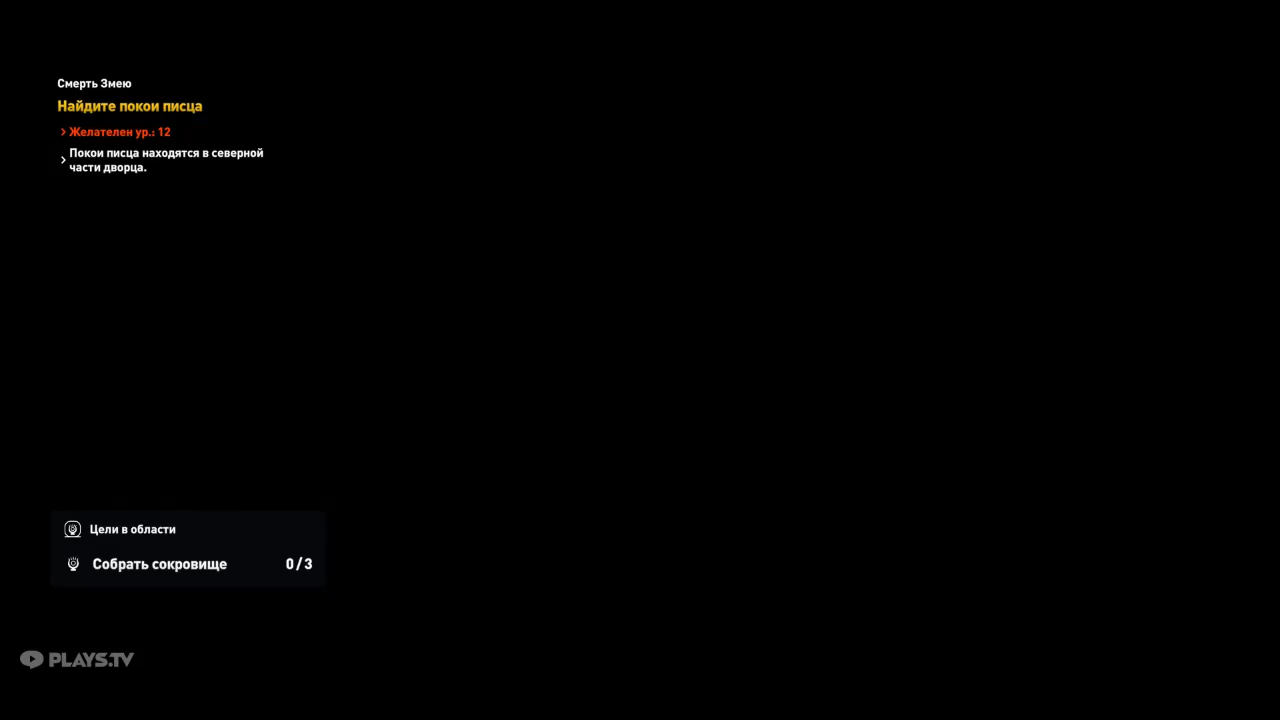 Смерть Змею
Найдите покои писца
Желателен ур.: 12
Покои писца находятся в северной
части дворца.
Цели в области
Собрать сокровище 0/3
PLAYS.TV